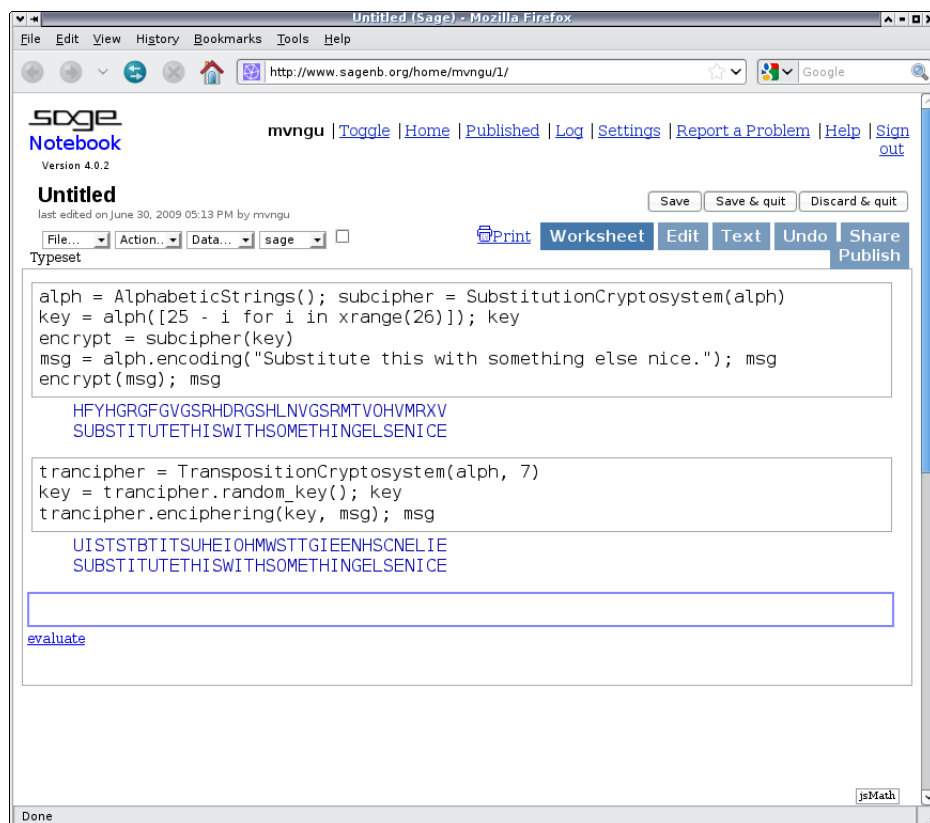 Untitled (Sage) - Mozilla Firefox
File Edit View History Bookmarks Tools Help
http://www.sagenb.org/home/mvngu/1/
Google
sage
Notebook
Version 4.0.2
mvngu | Toggle | Home | Published | Log | Settings | Report a Problem | Help | Sign
out
Untitled
last edited on June 30, 2009 05:13 PM by mvngu
Save Save & quit Discard & quit
File... Action.. Data... sage
Typeset
Print Worksheet Edit Text Undo Share
Publish
alph = AlphabeticStrings(); subcipher = SubstitutionCryptosystem(alph)
key = alph([25 - i for i in xrange(26)]); key
encrypt = subcipher(key)
msg = alph.encoding("Substitute this with something else nice."); msg
encrypt(msg); msg
HFYHGRGFGVGSRHDRGSHLNVGSRMTVOHVMRXV
SUBSTITUTETHISWITHSOMETHINGELSENICE
trancipher = TranspositionCryptosystem(alph, 7)
key = trancipher.random_key(); key
trancipher.enciphering(key, msg); msg
UISTSTBTITSUHEIOHMWSTTGIEENHSCNELIE
SUBSTITUTETHISWITHSOMETHINGELSENICE
evaluate
jsMath
Done